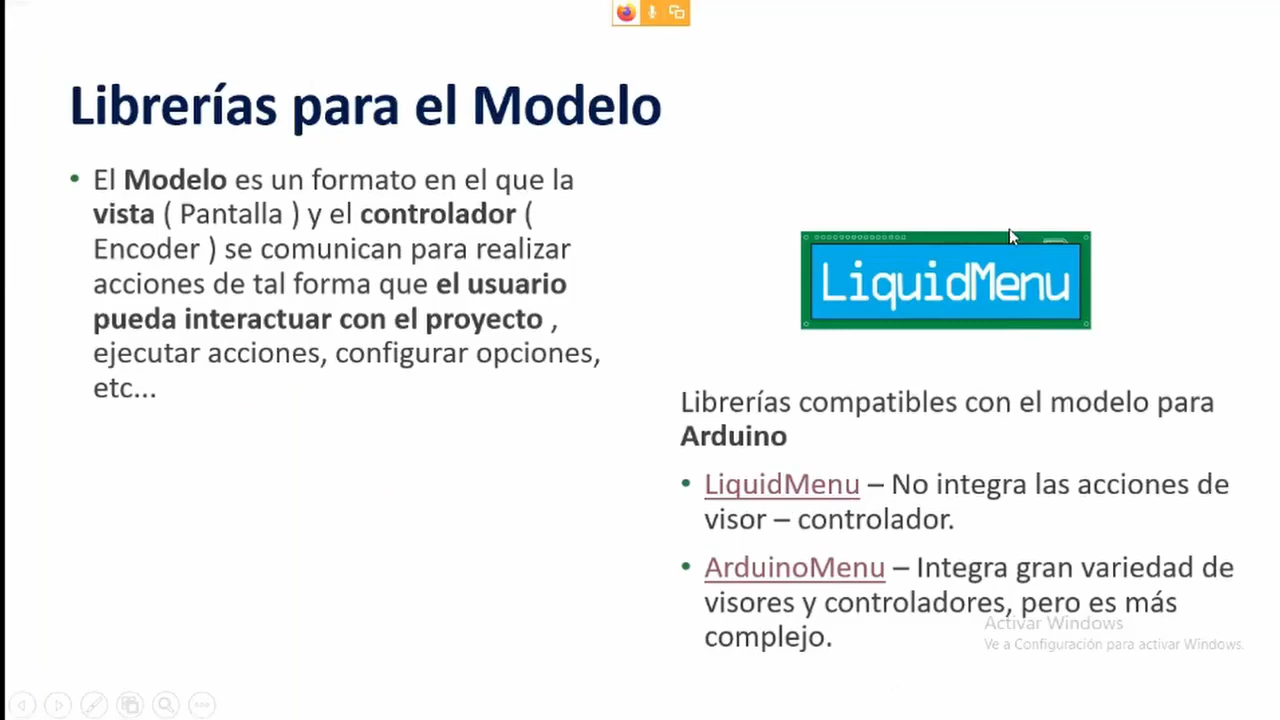 Librerías para el Modelo
• El Modelo es un formato en el que la
vista ( Pantalla ) y el controlador (
Encoder ) se comunican para realizar
acciones de tal forma que el usuario
pueda interactuar con el proyecto ,
ejecutar acciones, configurar opciones,
etc...
LiquidMenu
Librerías compatibles con el modelo para
Arduino
• LiquidMenu – No integra las acciones de
visor – controlador.
• ArduinoMenu – Integra gran variedad de
visores y controladores, pero es más
complejo.
Activar Windows
Ve a Configuración para activar Windows.